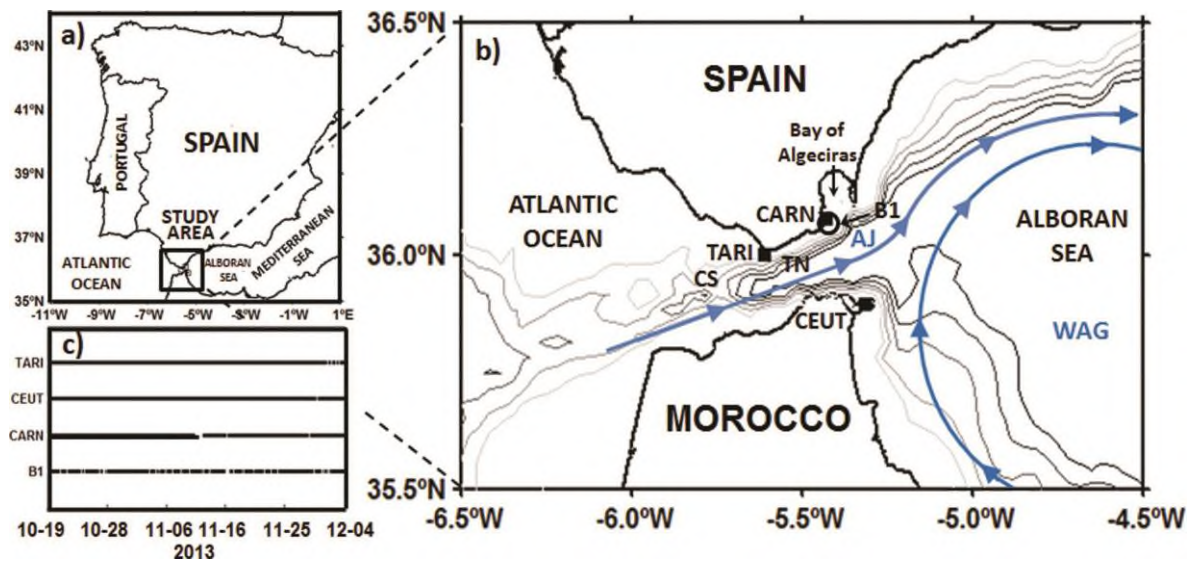 a)
43ºN
41ºN
39ºN
37ºN
35ºN
PORTUGAL
SPAIN
STUDY
AREA
ATLANTIC
OCEAN
ALBORAN
SEA
MEDITERRANEAN
SEA
-11ºW
-9ºW
-7ºW
-5ºW
-3ºW
-1ºW
1ºE
b)
36.5ºN
36.0ºN
35.5ºN
SPAIN
Bay of
Algeciras
ATLANTIC
OCEAN
CARN
B1
TARI
AJ
TN
CS
CEUT
ALBORAN
SEA
WAG
MOROCCO
-6.5ºW
-6.0ºW
-5.5ºW
-5.0ºW
-4.5ºW
c)
TARI
CEUT
CARN
B1
10-19
10-28
11-06
11-16
11-25
12-04
2013